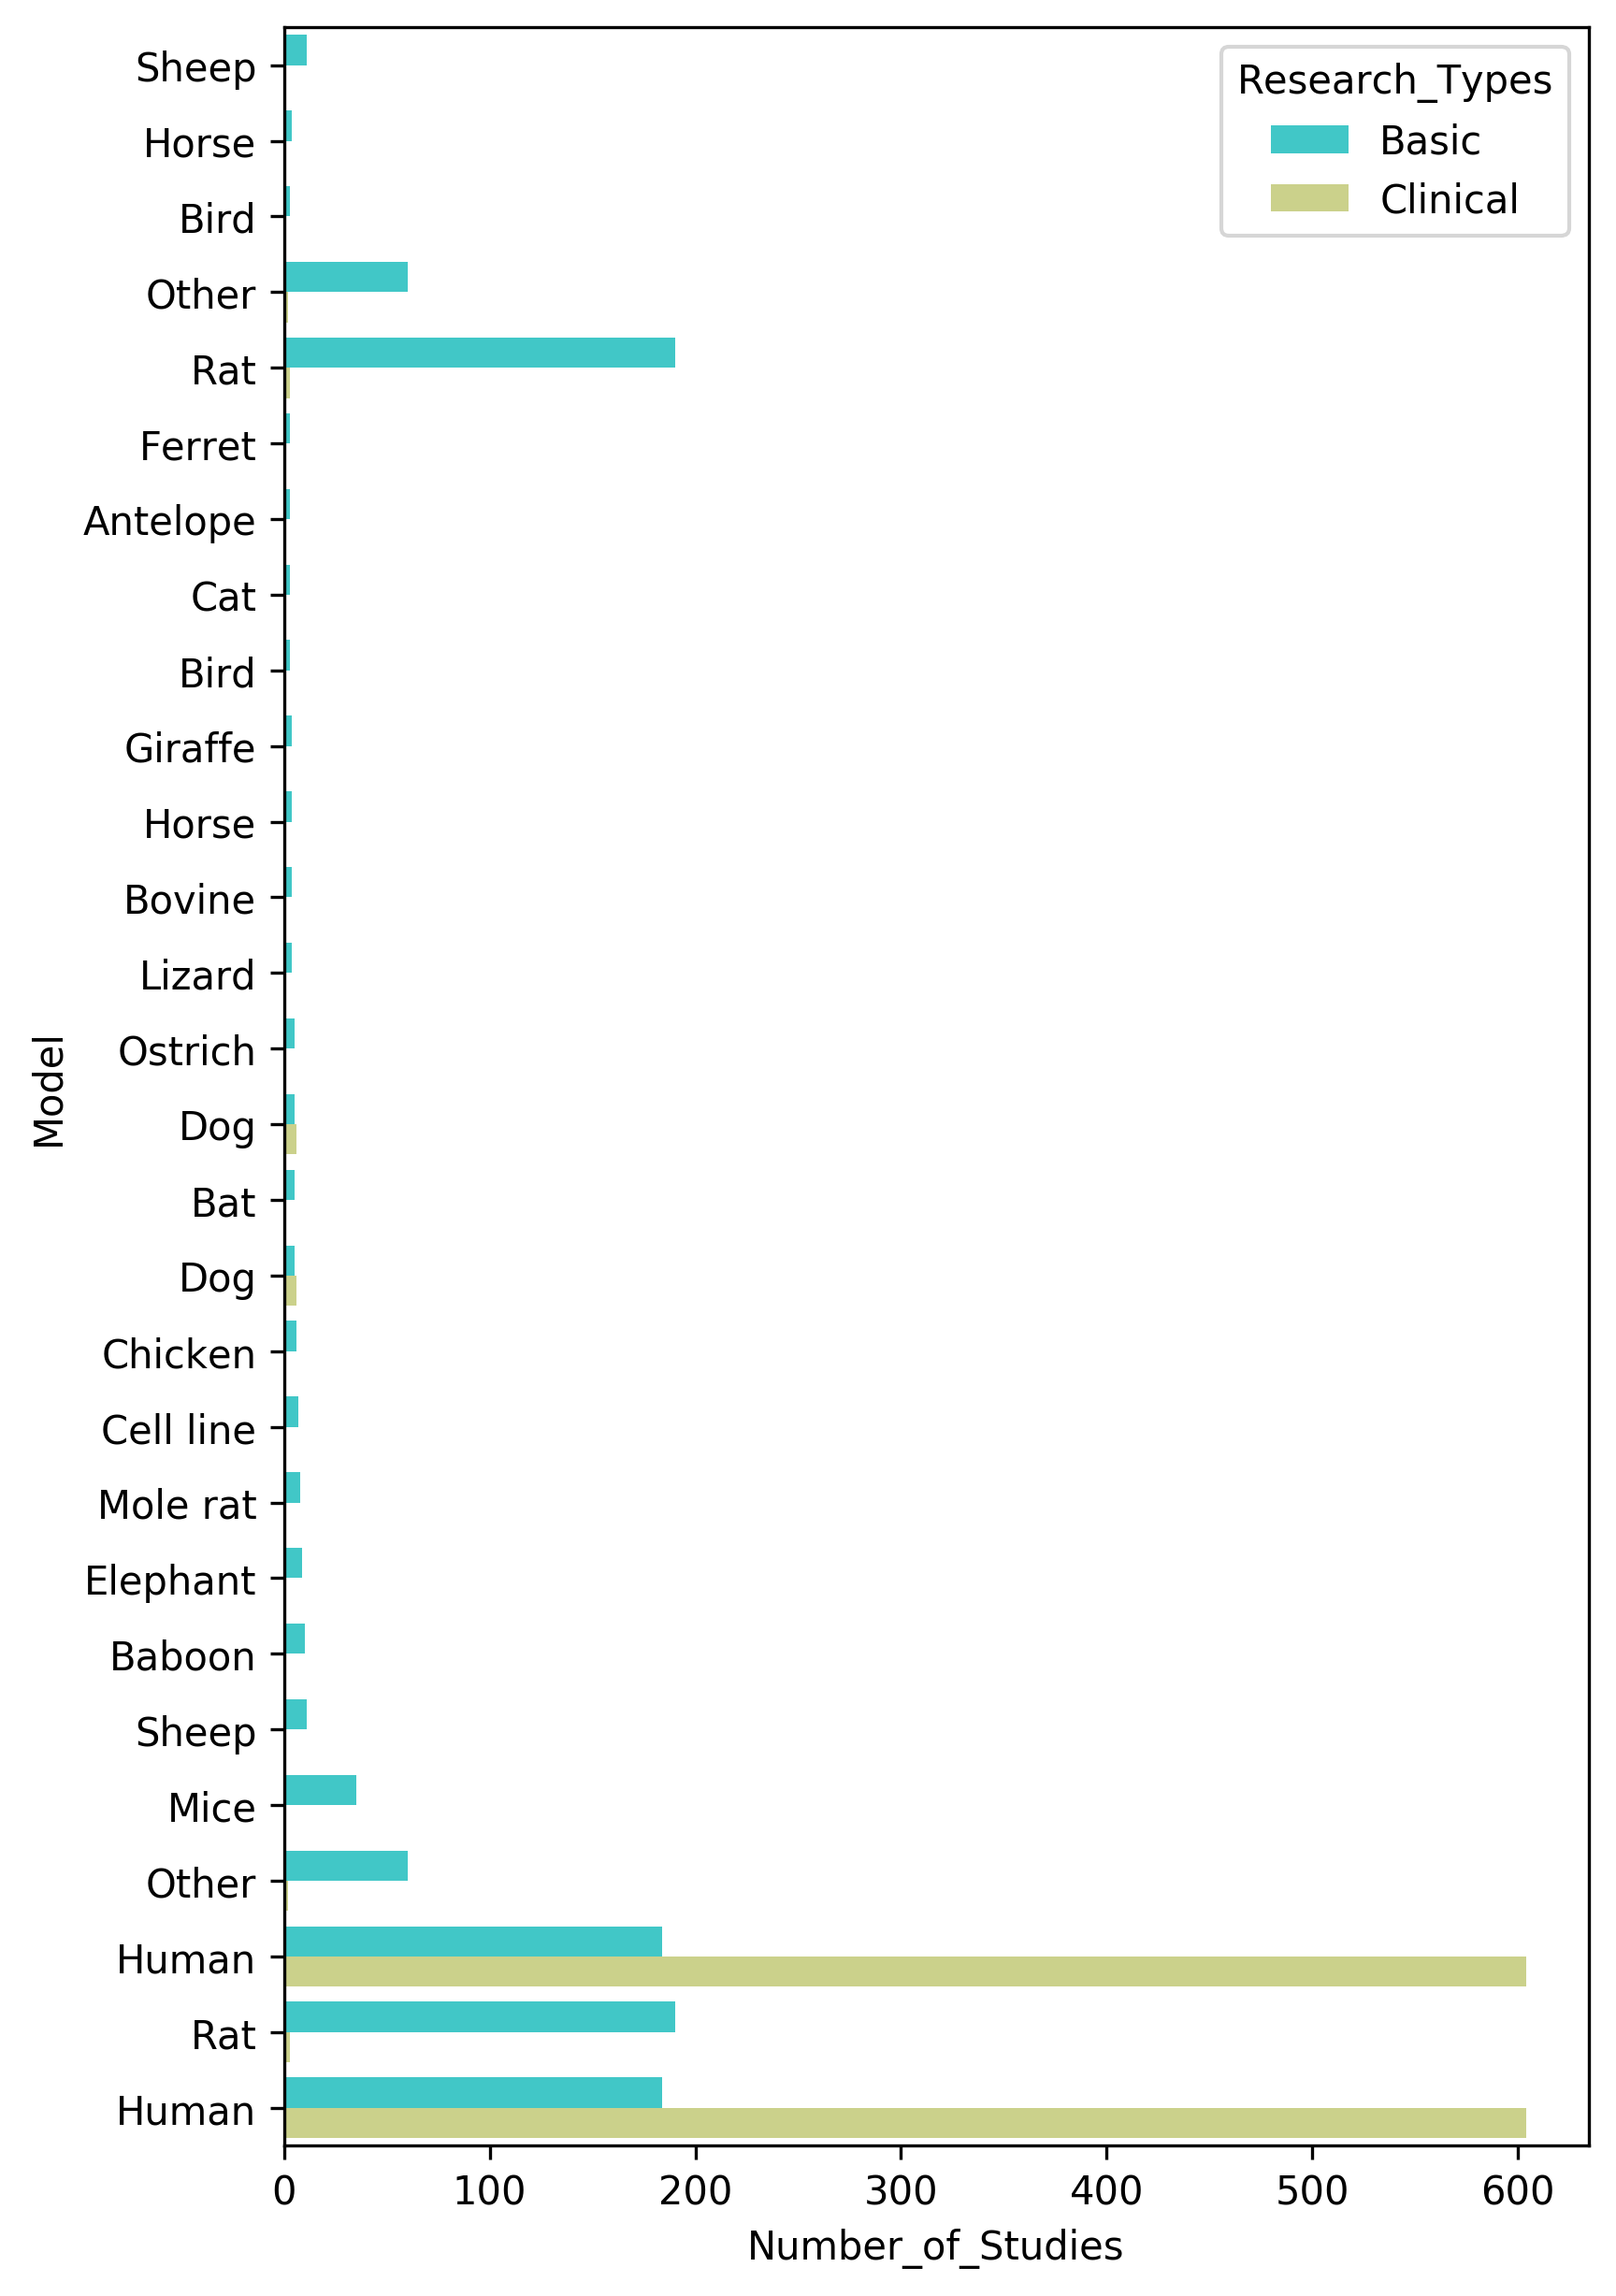 Research_Types
Basic
Clinical
Sheep
Horse
Bird
Other
Rat
Ferret
Antelope
Cat
Bird
Giraffe
Horse
Bovine
Lizard
Ostrich
Dog
Bat
Dog
Chicken
Cell line
Mole rat
Elephant
Baboon
Sheep
Mice
Other
Human
Rat
Human
Model
0 100 200 300 400 500 600
Number_of_Studies